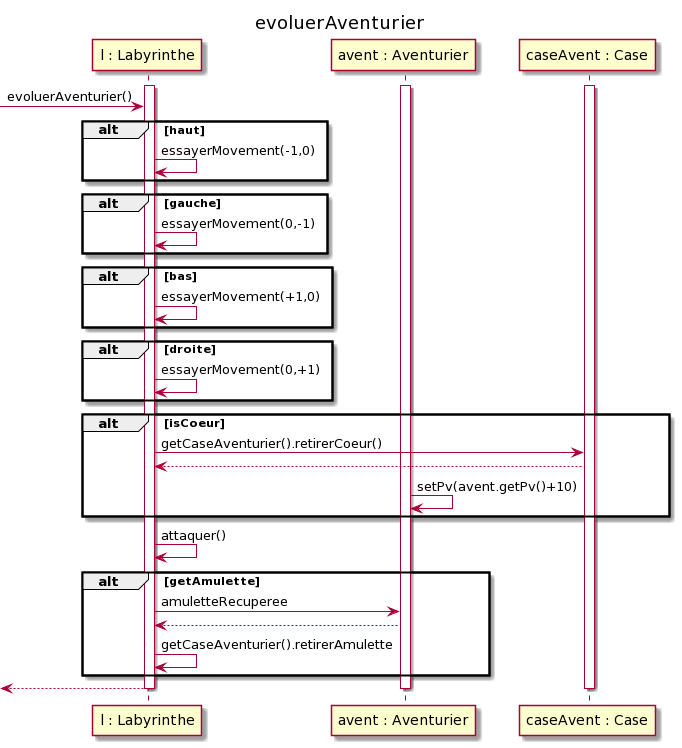 evoluerAventurier
l : Labyrinthe
avent : Aventurier
caseAvent : Case
evoluerAventurier()
alt [haut]
essayerMovement(-1,0)
alt [gauche]
essayerMovement(0,-1)
alt [bas]
essayerMovement(+1,0)
alt [droite]
essayerMovement(0,+1)
alt [isCoeur]
getCaseAventurier().retirerCoeur()
setPv(avent.getPv()+10)
attaquer()
alt [getAmulette]
amuletteRecuperee
getCaseAventurier().retirerAmulette
l : Labyrinthe
avent : Aventurier
caseAvent : Case